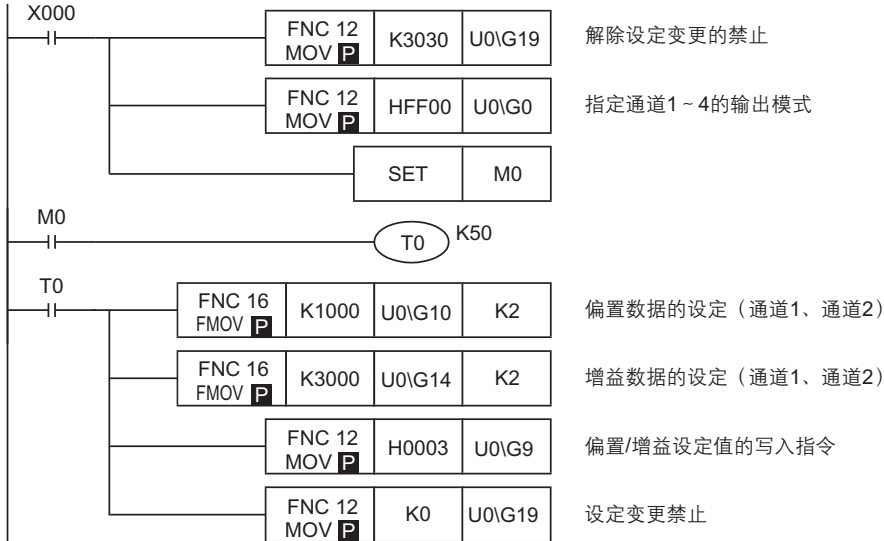 X000
FNC 12
MOV P K3030 U0\G19 解除设定变更的禁止
FNC 12
MOV P HFF00 U0\G0 指定通道1～4的输出模式
SET M0
M0
T0 K50
T0
FNC 16
FMOV P K1000 U0\G10 K2 偏置数据的设定（通道1、通道2）
FNC 16
FMOV P K3000 U0\G14 K2 增益数据的设定（通道1、通道2）
FNC 12
MOV P H0003 U0\G9 偏置/增益设定值的写入指令
FNC 12
MOV P K0 U0\G19 设定变更禁止